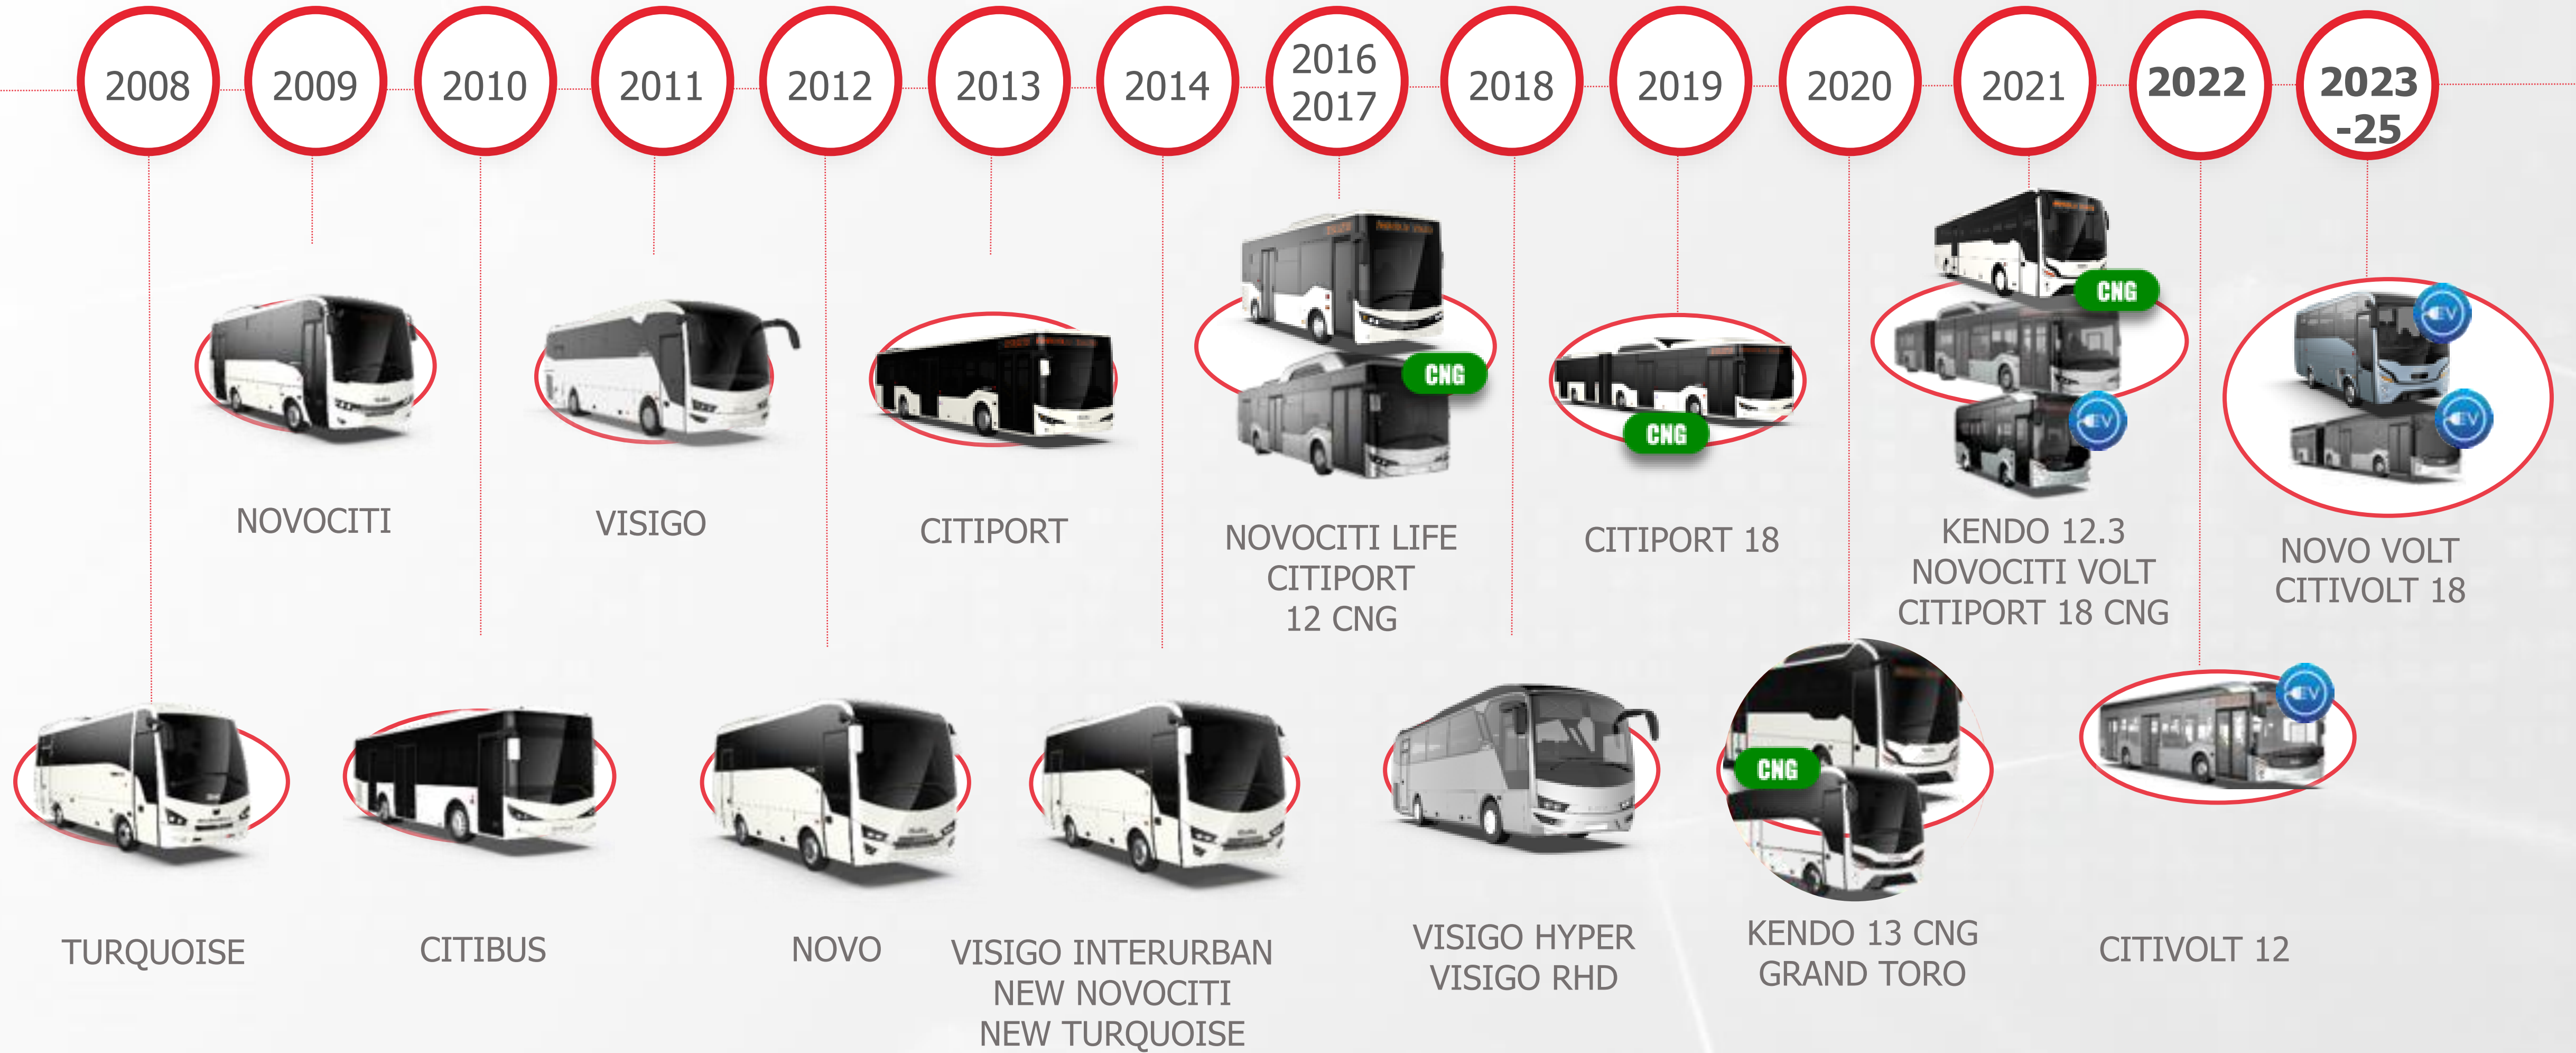 2008
2009
2010
2011
2012
2013
2014
2016
2017
2018
2019
2020
2021
2022
2023
-25
NOVOCITI
VISIGO
CITIPORT
CNG
NOVOCITI LIFE
CITIPORT
12 CNG
CNG
CITIPORT 18
CNG
EV
KENDO 12.3
NOVOCITI VOLT
CITIPORT 18 CNG
EV
EV
NOVO VOLT
CITIVOLT 18
TURQUOISE
CITIBUS
NOVO
VISIGO INTERURBAN
NEW NOVOCITI
NEW TURQUOISE
VISIGO HYPER
VISIGO RHD
CNG
KENDO 13 CNG
GRAND TORO
EV
CITIVOLT 12